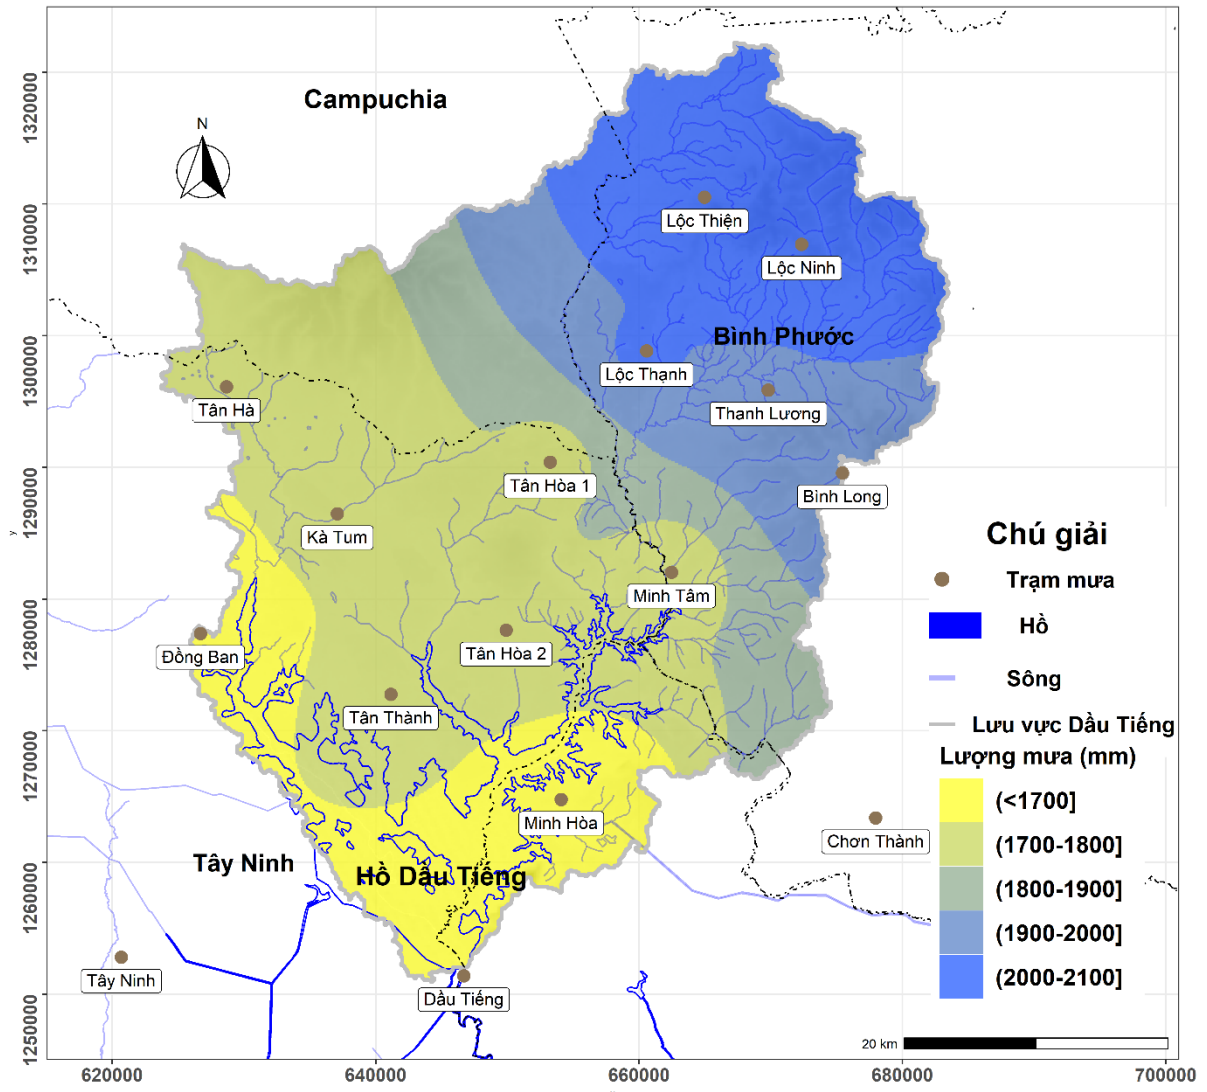 Campuchia
N
Lộc Thiện
Lộc Ninh
Bình Phước
Lộc Thạnh
Thanh Lương
Tân Hà
Tân Hòa 1
Bình Long
Kà Tum
Minh Tâm
Đồng Ban
Tân Hòa 2
Tân Thành
Minh Hòa
Chơn Thành
Tây Ninh
Hồ Dầu Tiếng
Tây Ninh
Dầu Tiếng
Chú giải
Trạm mưa
Hồ
Sông
Lưu vực Dầu Tiếng
Lượng mưa (mm)
(<1700]
(1700-1800]
(1800-1900]
(1900-2000]
(2000-2100]
20 km
1320000
1310000
1300000
1290000
1280000
1270000
1260000
1250000
y
620000
640000
660000
680000
700000